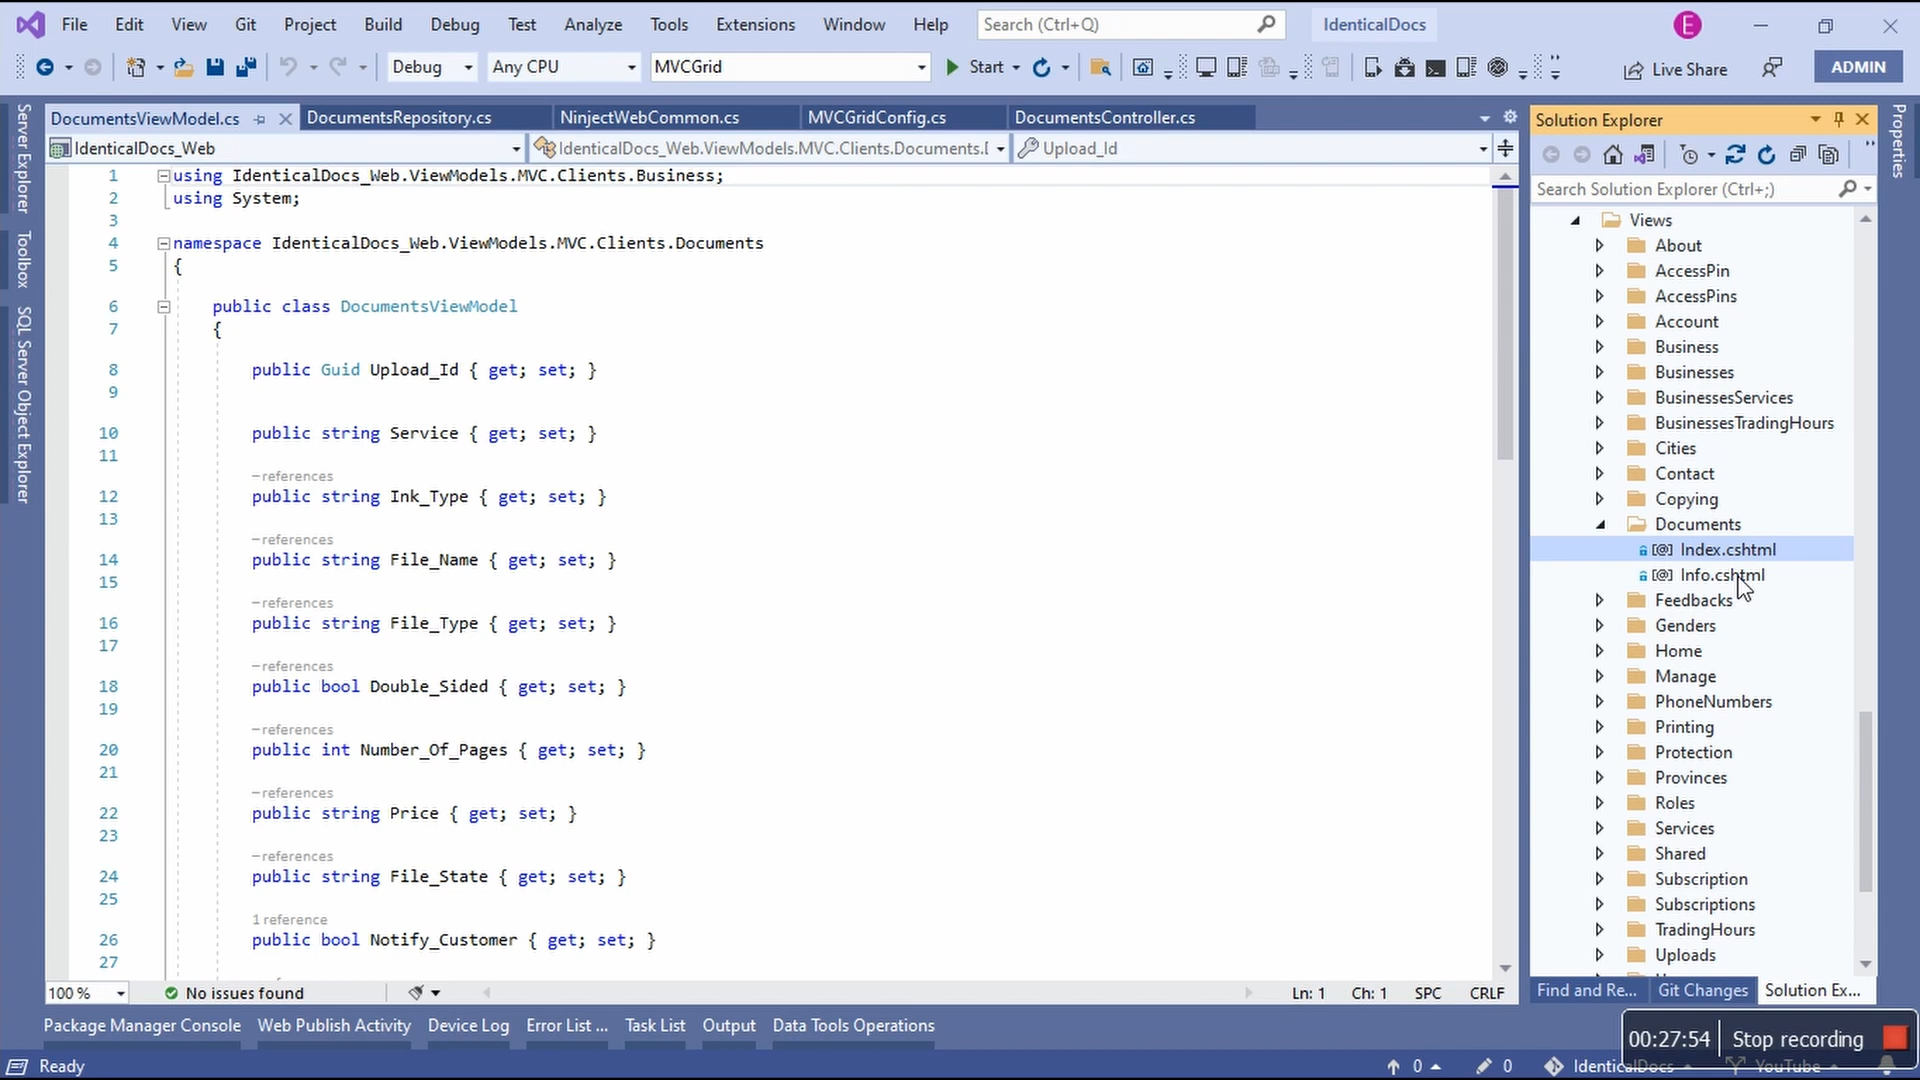 File Edit View Git Project Build Debug Test Analyze Tools Extensions Window Help Search (Ctrl+Q) IdenticalDocs E
Debug Any CPU MVCGrid Start Live Share ADMIN
Server Explorer
Toolbox
SQL Server Object Explorer
DocumentsViewModel.cs DocumentsRepository.cs NinjectWebCommon.cs MVCGridConfig.cs DocumentsController.cs
IdenticalDocs_Web IdenticalDocs_Web.ViewModels.MVC.Clients.Documents.[ Upload_Id
1 using IdenticalDocs_Web.ViewModels.MVC.Clients.Business;
2 using System;
3
4 namespace IdenticalDocs_Web.ViewModels.MVC.Clients.Documents
5 {
6 public class DocumentsViewModel
7 {
8 public Guid Upload_Id { get; set; }
9
10 public string Service { get; set; }
11
– references
12 public string Ink_Type { get; set; }
13
– references
14 public string File_Name { get; set; }
15
– references
16 public string File_Type { get; set; }
17
– references
18 public bool Double_Sided { get; set; }
19
– references
20 public int Number_Of_Pages { get; set; }
21
– references
22 public string Price { get; set; }
23
– references
24 public string File_State { get; set; }
25
1 reference
26 public bool Notify_Customer { get; set; }
27
100 % No issues found Ln: 1 Ch: 1 SPC CRLF
Solution Explorer
Search Solution Explorer (Ctrl+;)
Views
About
AccessPin
AccessPins
Account
Business
Businesses
BusinessesServices
BusinessesTradingHours
Cities
Contact
Copying
Documents
Index.cshtml
Info.cshtml
Feedbacks
Genders
Home
Manage
PhoneNumbers
Printing
Protection
Provinces
Roles
Services
Shared
Subscription
Subscriptions
TradingHours
Uploads
Find and Re... Git Changes Solution Ex...
Properties
Package Manager Console Web Publish Activity Device Log Error List ... Task List Output Data Tools Operations
00:27:54 Stop recording
Ready 0 0 IdenticalDocs YouTube